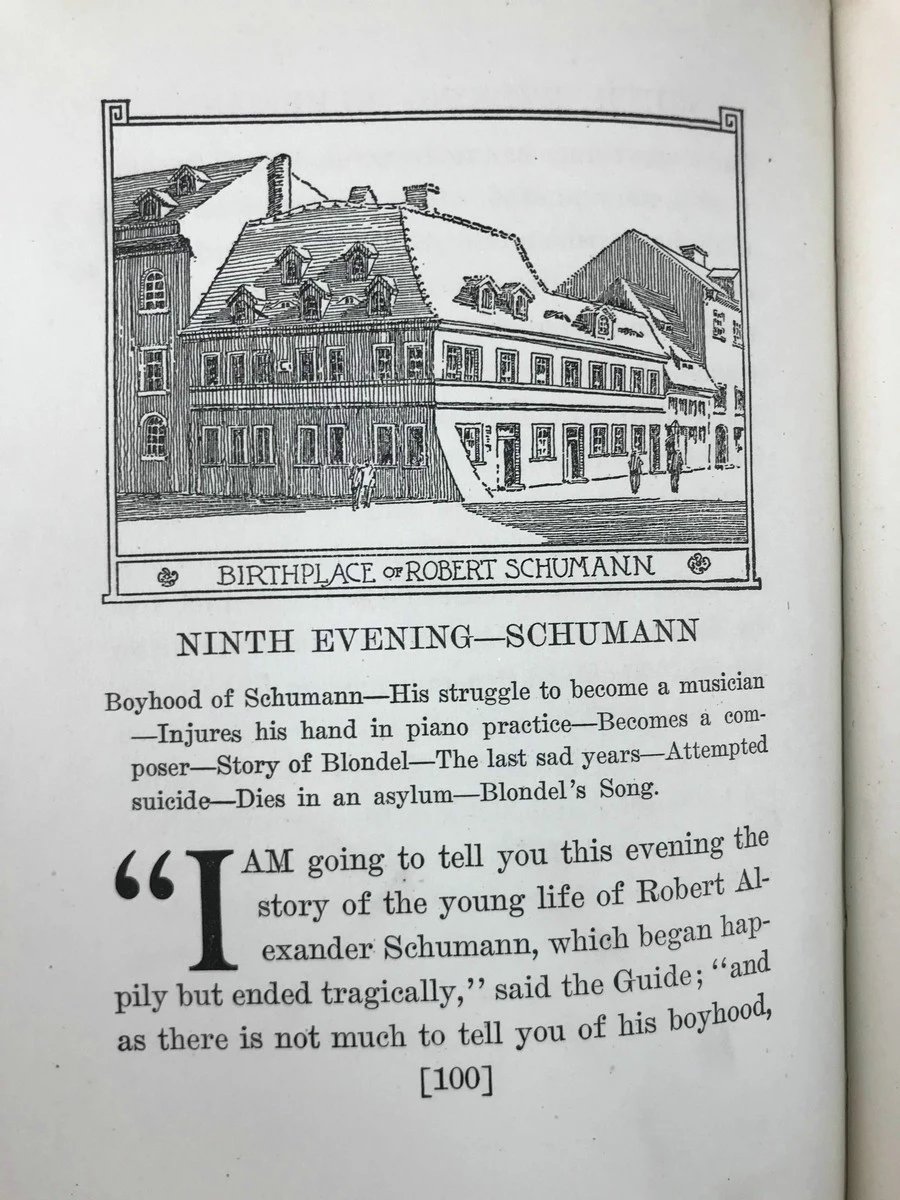 BIRTHPLACE OF ROBERT SCHUMANN
NINTH EVENING—SCHUMANN
Boyhood of Schumann—His struggle to become a musician
—Injures his hand in piano practice—Becomes a com-
poser—Story of Blondel—The last sad years—Attempted
suicide—Dies in an asylum—Blondel's Song.
“I AM going to tell you this evening the
story of the young life of Robert Al-
exander Schumann, which began hap-
pily but ended tragically,” said the Guide; “and
as there is not much to tell you of his boyhood,
[100]